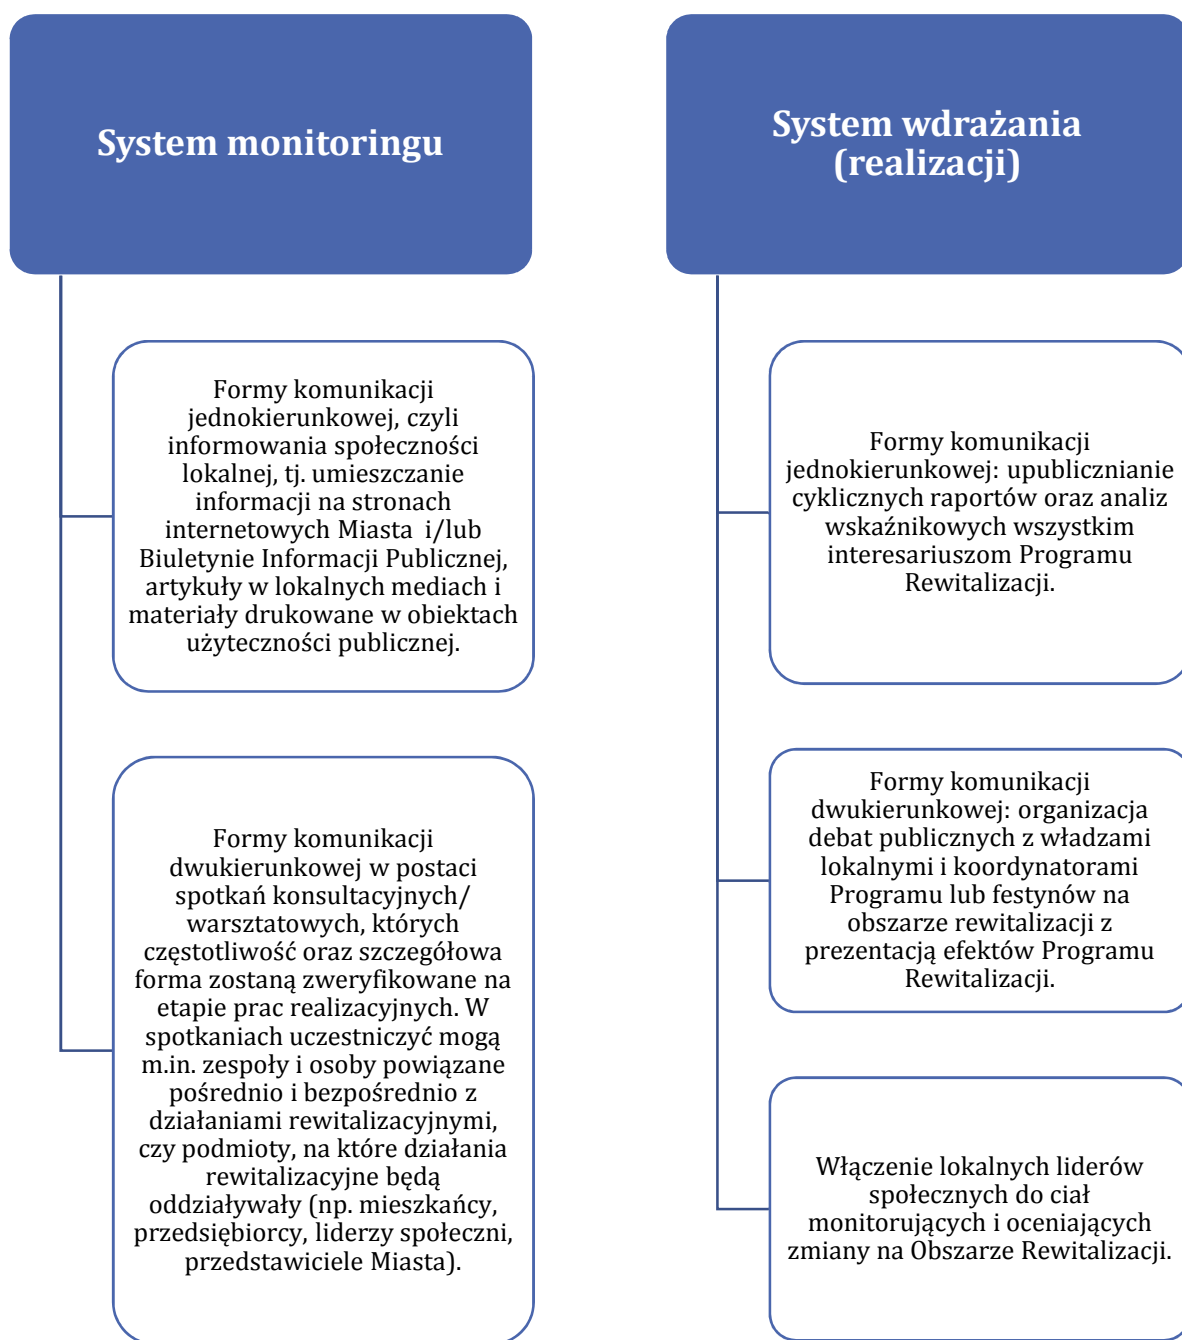 System monitoringu
Formy komunikacji
jednokierunkowej, czyli
informowania społeczności
lokalnej, tj. umieszczanie
informacji na stronach
internetowych Miasta  i/lub
Biuletynie Informacji Publicznej,
artykuły w lokalnych mediach i
materiały drukowane w obiektach
użyteczności publicznej.
Formy komunikacji
dwukierunkowej w postaci
spotkań konsultacyjnych/
warsztatowych, których
częstotliwość oraz szczegółowa
forma zostaną zweryfikowane na
etapie prac realizacyjnych. W
spotkaniach uczestniczyć mogą
m.in. zespoły i osoby powiązane
pośrednio i bezpośrednio z
działaniami rewitalizacyjnymi,
czy podmioty, na które działania
rewitalizacyjne będą
oddziaływały (np. mieszkańcy,
przedsiębiorcy, liderzy społeczni,
przedstawiciele Miasta).
System wdrażania
(realizacji)
Formy komunikacji
jednokierunkowej: upublicznianie
cyklicznych raportów oraz analiz
wskaźnikowych wszystkim
interesariuszom Programu
Rewitalizacji.
Formy komunikacji
dwukierunkowej: organizacja
debat publicznych z władzami
lokalnymi i koordynatorami
Programu lub festynów na
obszarze rewitalizacji z
prezentacją efektów Programu
Rewitalizacji.
Włączenie lokalnych liderów
społecznych do ciał
monitorujących i oceniających
zmiany na Obszarze Rewitalizacji.